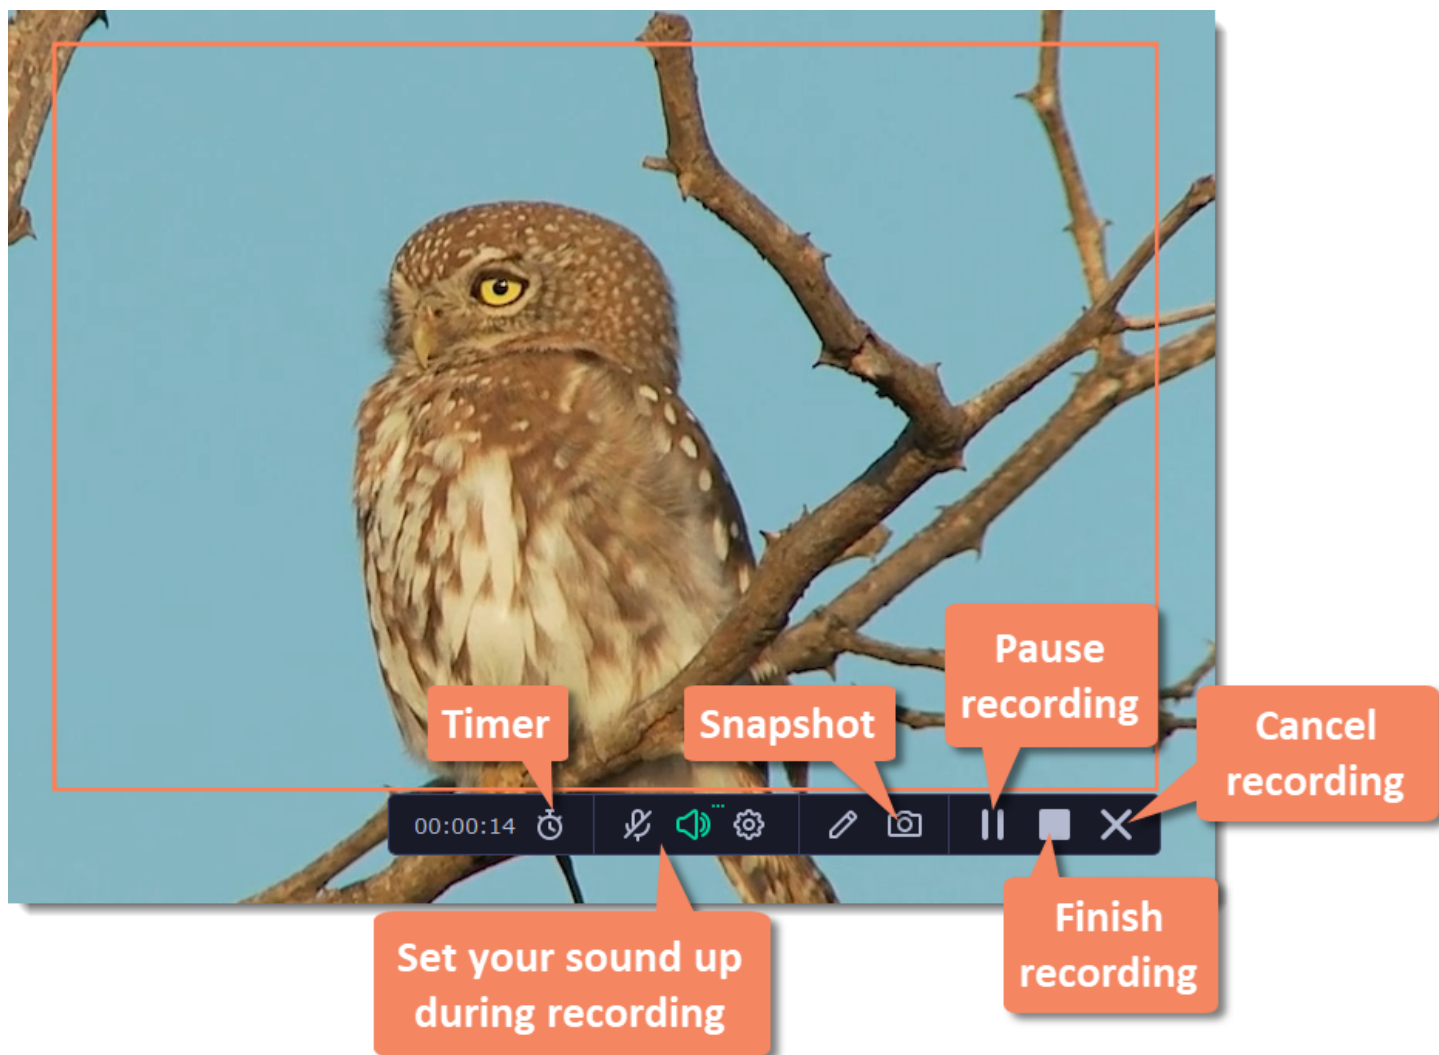 Pause
recording
Timer
Snapshot
Cancel
recording
00:00:14
Set your sound up
during recording
Finish
recording